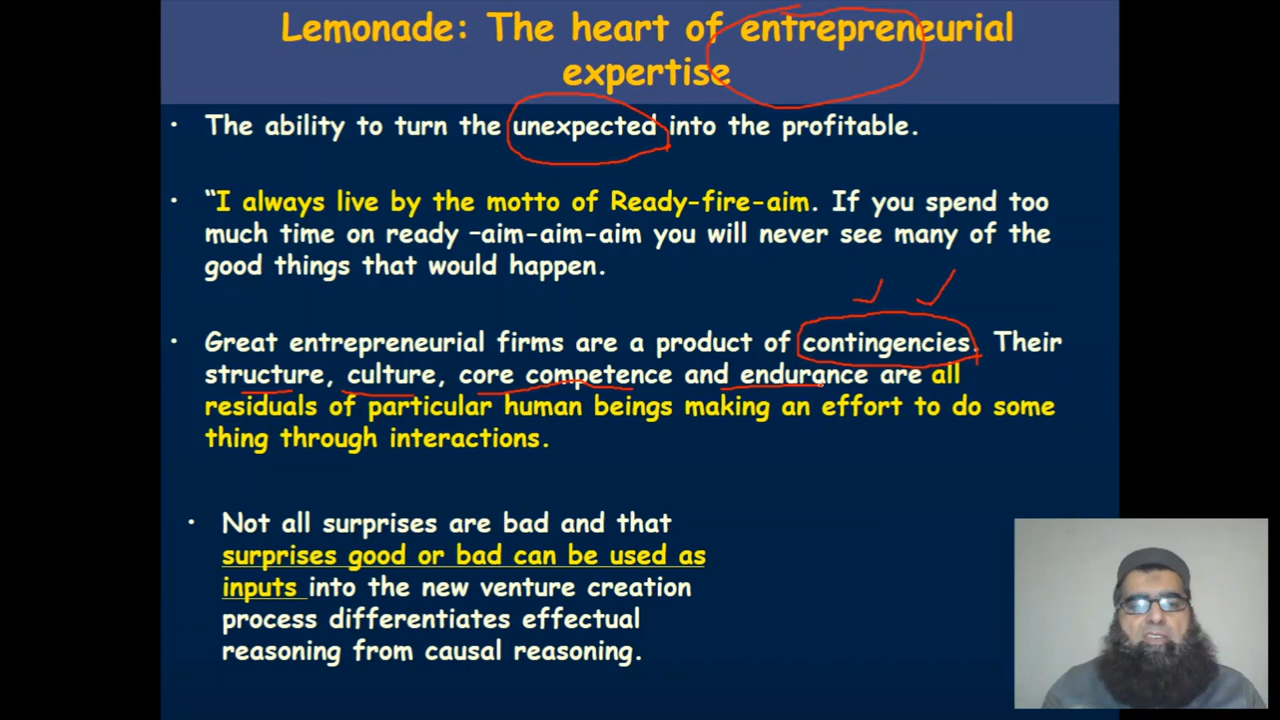 Lemonade: The heart of entrepreneurial
expertise
• The ability to turn the unexpected into the profitable.
• “I always live by the motto of Ready-fire-aim. If you spend too
much time on ready –aim-aim-aim you will never see many of the
good things that would happen.
• Great entrepreneurial firms are a product of contingencies. Their
structure, culture, core competence and endurance are all
residuals of particular human beings making an effort to do some
thing through interactions.
• Not all surprises are bad and that
surprises good or bad can be used as
inputs into the new venture creation
process differentiates effectual
reasoning from causal reasoning.